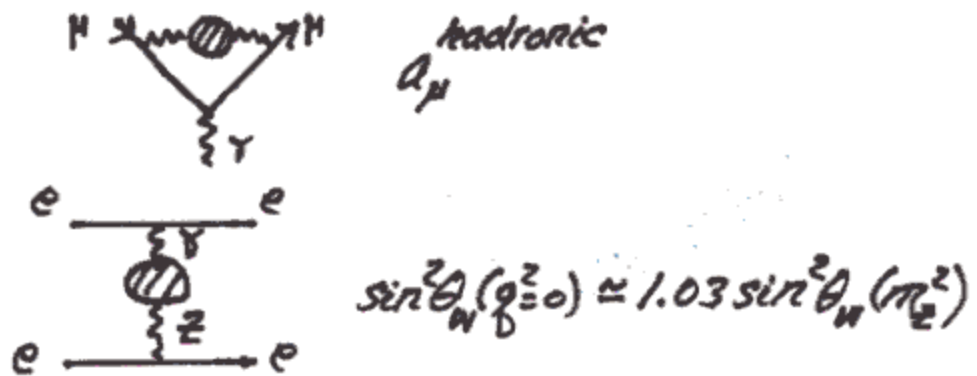 μ μ a_μ^hadronic
γ
e e
γ
Z sin²θ_W(q²=0) ≃ 1.03 sin²θ_W(m_Z²)
e e